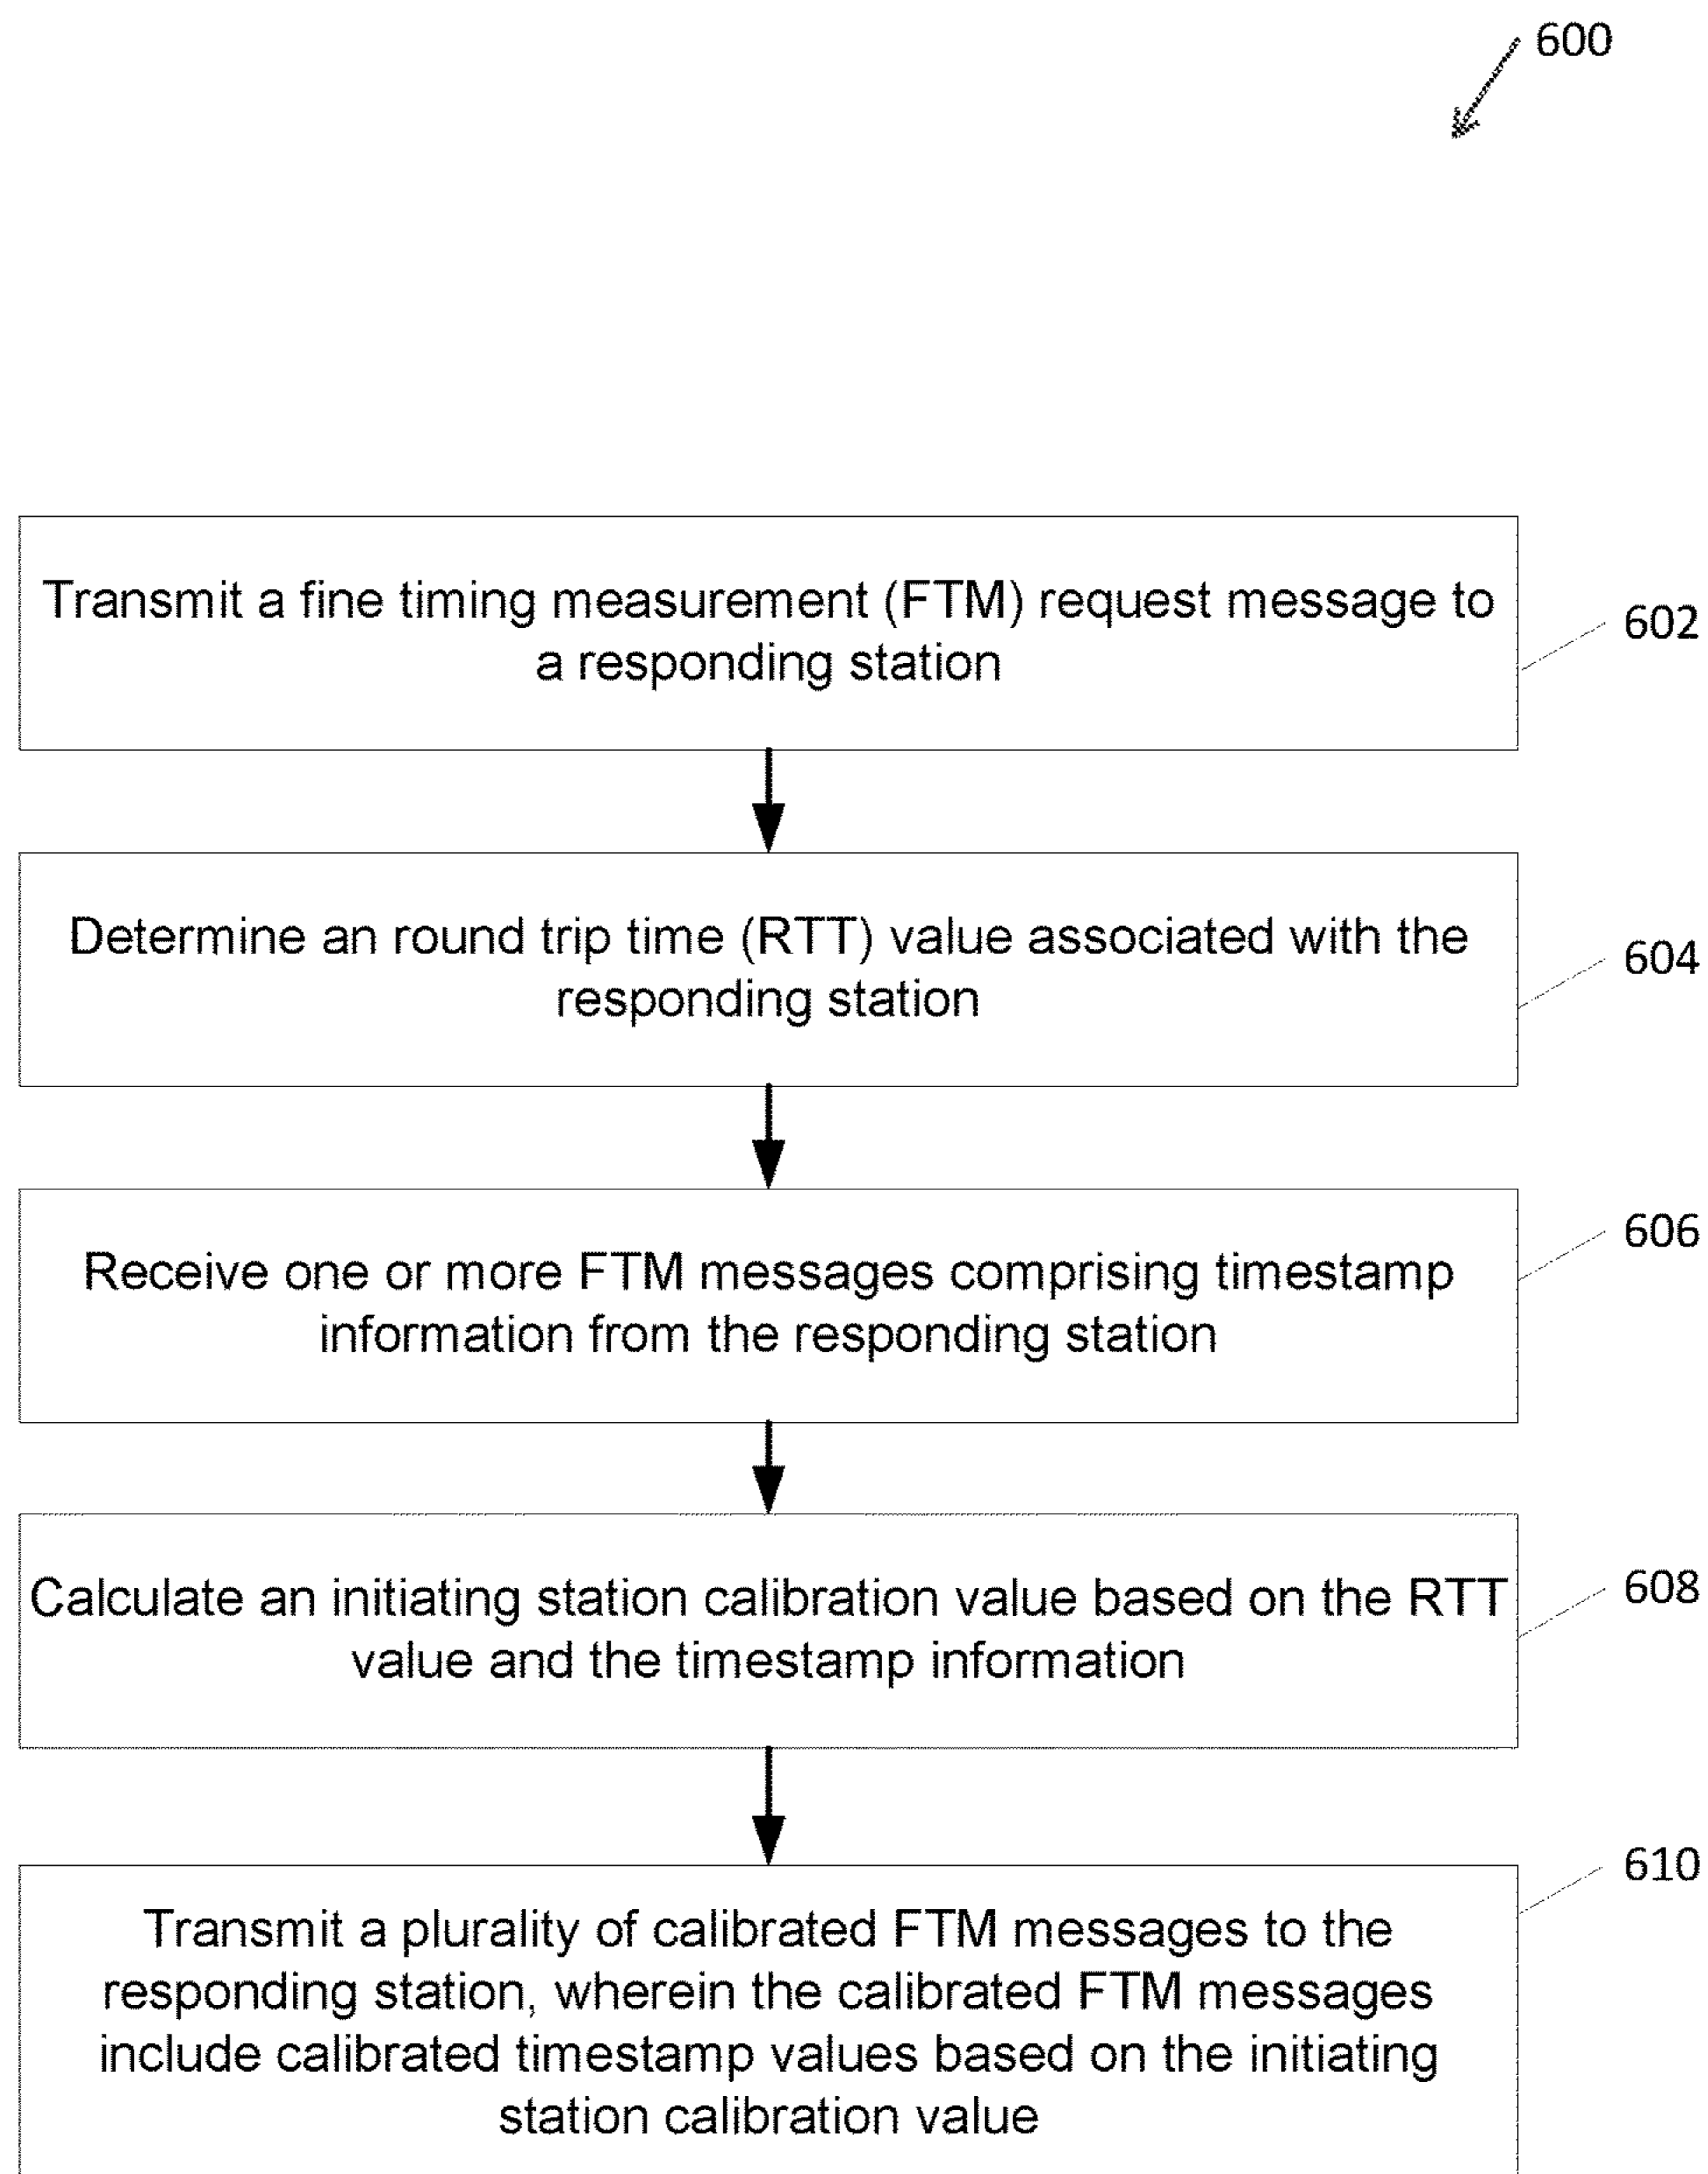 600
Transmit a fine timing measurement (FTM) request message to
a responding station
602
Determine an round trip time (RTT) value associated with the
responding station
604
Receive one or more FTM messages comprising timestamp
information from the responding station
606
Calculate an initiating station calibration value based on the RTT
value and the timestamp information
608
Transmit a plurality of calibrated FTM messages to the
responding station, wherein the calibrated FTM messages
include calibrated timestamp values based on the initiating
station calibration value
610